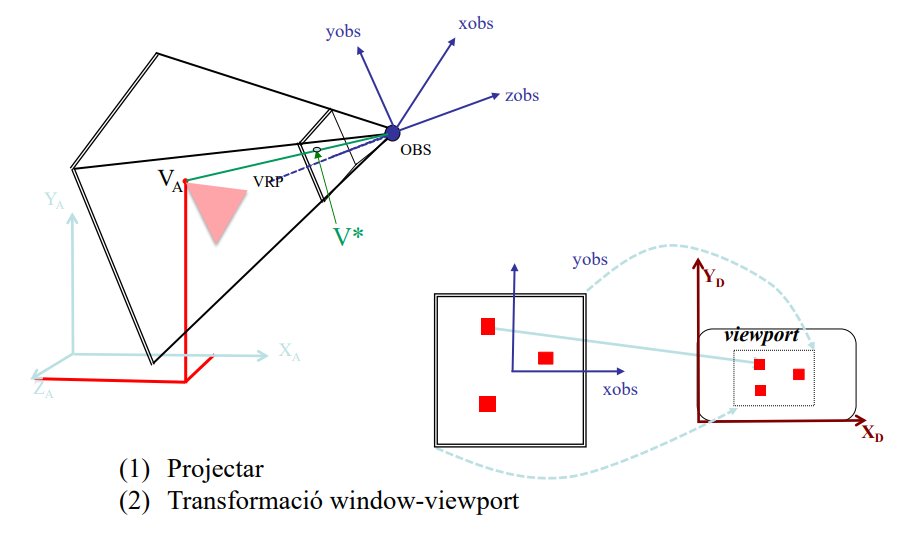 yobs
xobs
zobs
OBS
VA
VRP
YA
V*
XA
ZA
yobs
xobs
YD
viewport
XD
(1) Projectar
(2) Transformació window-viewport